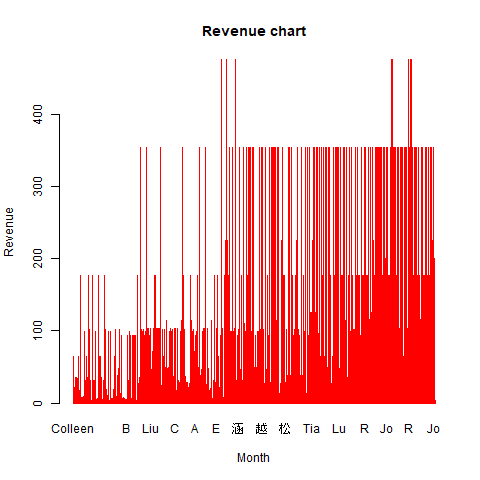 Revenue chart
Revenue
400
300
200
100
0
Colleen B Liu C A E 涵 越 松 Tia Lu R Jo R Jo
Month